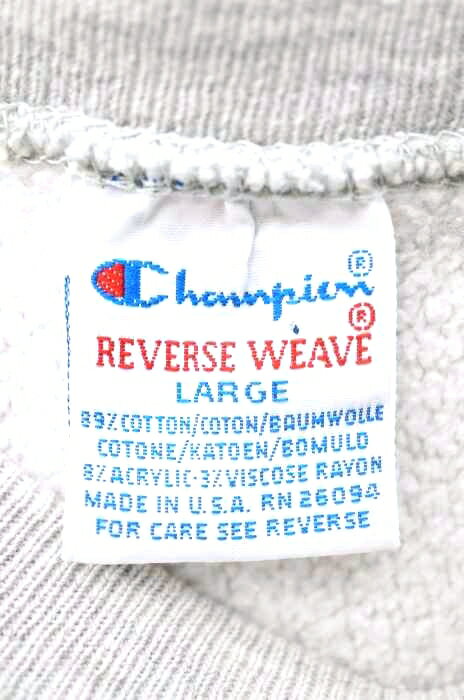 Champion®
®
REVERSE WEAVE
LARGE
89%COTTON/COTON/BAUMWOLLE
COTONE/KATOEN/BOMULD
8%ACRYLIC·3%VISCOSE RAYON
MADE IN U.S.A. RN 26094
FOR CARE SEE REVERSE